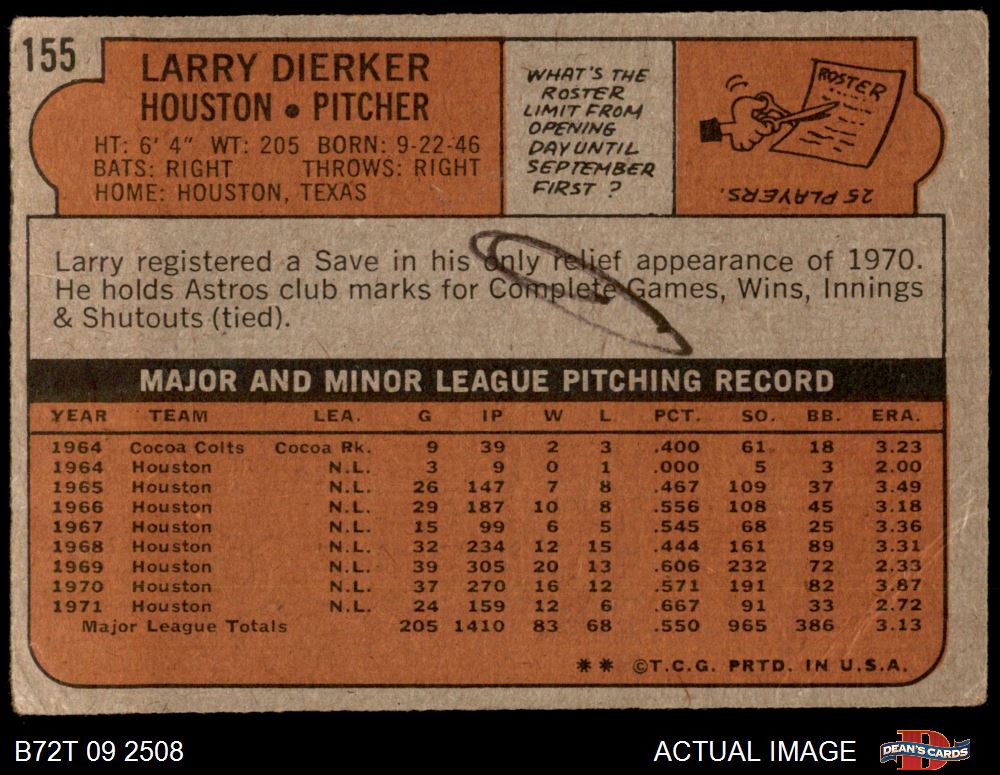 155
LARRY DIERKER
HOUSTON • PITCHER
HT: 6' 4" WT: 205 BORN: 9-22-46
BATS: RIGHT THROWS: RIGHT
HOME: HOUSTON, TEXAS
WHAT'S THE
ROSTER
LIMIT FROM
OPENING
DAY UNTIL
SEPTEMBER
FIRST ?
ROSTER
25 PLAYERS.
Larry registered a Save in his only relief appearance of 1970.
He holds Astros club marks for Complete Games, Wins, Innings
& Shutouts (tied).
MAJOR AND MINOR LEAGUE PITCHING RECORD
YEAR TEAM LEA. G IP W L PCT. SO. BB. ERA.
1964 Cocoa Colts Cocoa Rk. 9 39 2 3 .400 61 18 3.23
1964 Houston N.L. 3 9 0 1 .000 5 3 2.00
1965 Houston N.L. 26 147 7 8 .467 109 37 3.49
1966 Houston N.L. 29 187 10 8 .556 108 45 3.18
1967 Houston N.L. 15 99 6 5 .545 68 25 3.36
1968 Houston N.L. 32 234 12 15 .444 161 89 3.31
1969 Houston N.L. 39 305 20 13 .606 232 72 2.33
1970 Houston N.L. 37 270 16 12 .571 191 82 3.87
1971 Houston N.L. 24 159 12 6 .667 91 33 2.72
Major League Totals 205 1410 83 68 .550 965 386 3.13
** ©T.C.G. PRTD. IN U.S.A.
B72T 09 2508
ACTUAL IMAGE
D
DEAN'S CARDS